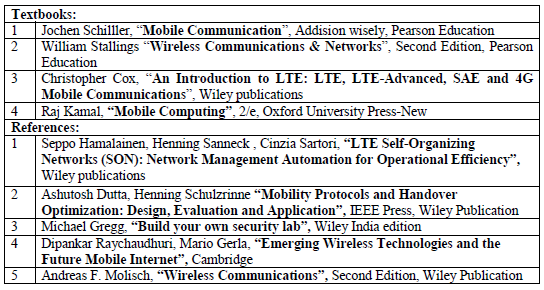 Textbooks:
1 Jochen Schilller, “Mobile Communication”, Addision wisely, Pearson Education
2 William Stallings “Wireless Communications & Networks”, Second Edition, Pearson
Education
3 Christopher Cox, “An Introduction to LTE: LTE, LTE-Advanced, SAE and 4G
Mobile Communications”, Wiley publications
4 Raj Kamal, “Mobile Computing”, 2/e, Oxford University Press-New
References:
1 Seppo Hamalainen, Henning Sanneck , Cinzia Sartori, “LTE Self-Organizing
Networks (SON): Network Management Automation for Operational Efficiency”,
Wiley publications
2 Ashutosh Dutta, Henning Schulzrinne “Mobility Protocols and Handover
Optimization: Design, Evaluation and Application”, IEEE Press, Wiley Publication
3 Michael Gregg, “Build your own security lab”, Wiley India edition
4 Dipankar Raychaudhuri, Mario Gerla, “Emerging Wireless Technologies and the
Future Mobile Internet”, Cambridge
5 Andreas F. Molisch, “Wireless Communications”, Second Edition, Wiley Publication